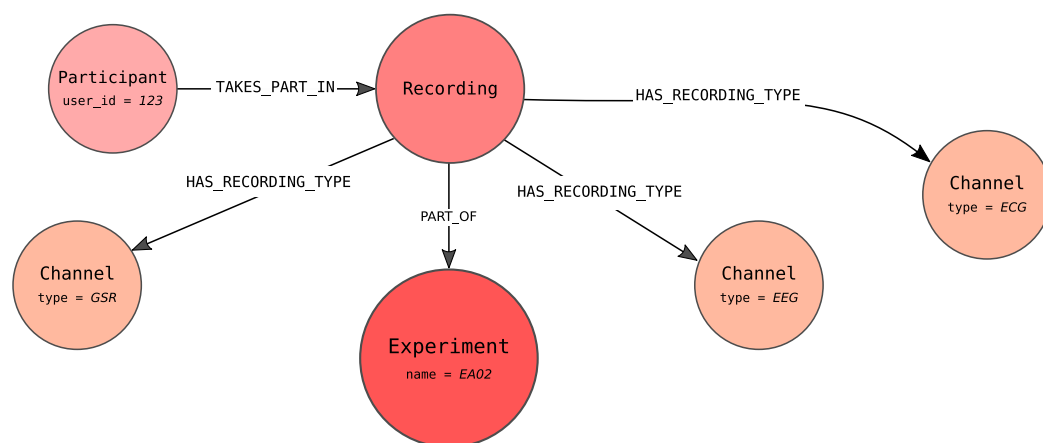 Participant
user_id = 123
TAKES_PART_IN
Recording
HAS_RECORDING_TYPE
Channel
type = ECG
HAS_RECORDING_TYPE
HAS_RECORDING_TYPE
PART_OF
Channel
type = GSR
Channel
type = EEG
Experiment
name = EA02